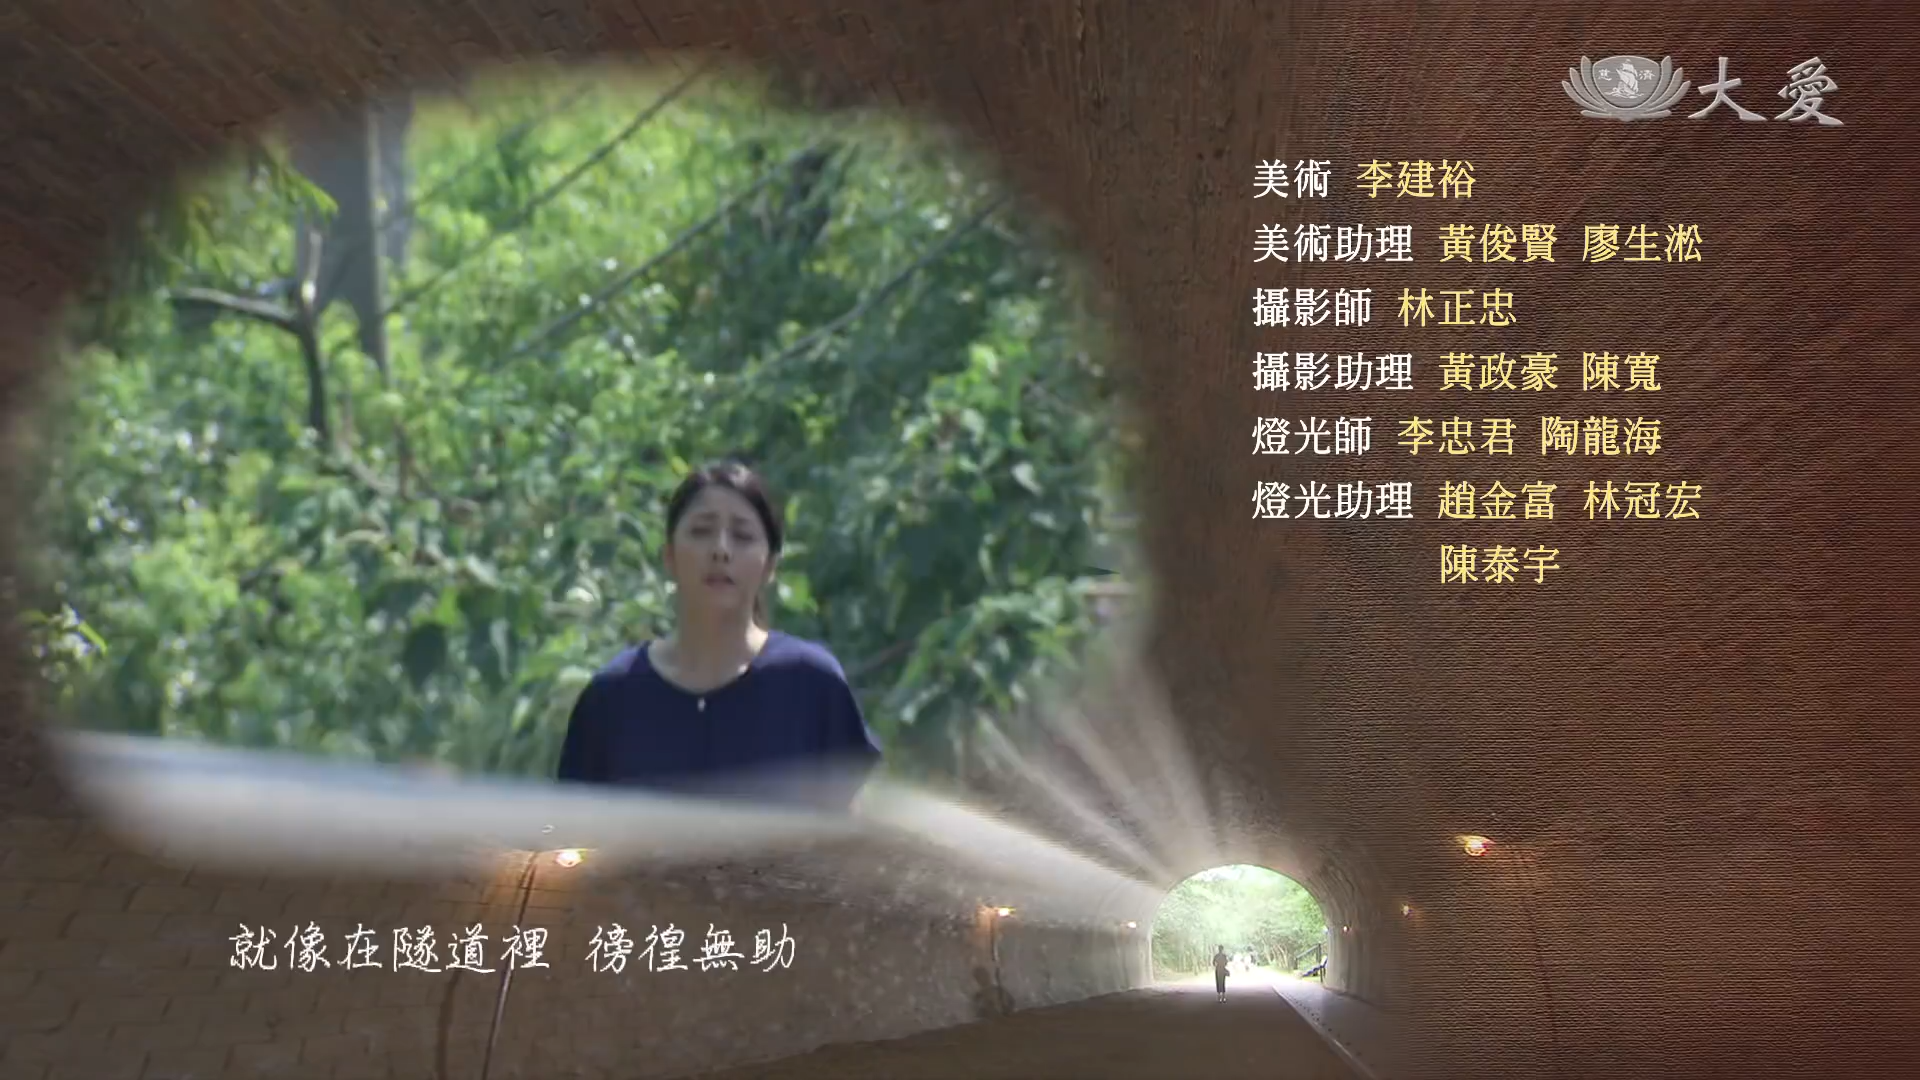 慈濟
大愛
美術 李建裕
美術助理 黃俊賢 廖生淞
攝影師 林正忠
攝影助理 黃政豪 陳寬
燈光師 李忠君 陶龍海
燈光助理 趙金富 林冠宏
陳泰宇
就像在隧道裡 徬徨無助